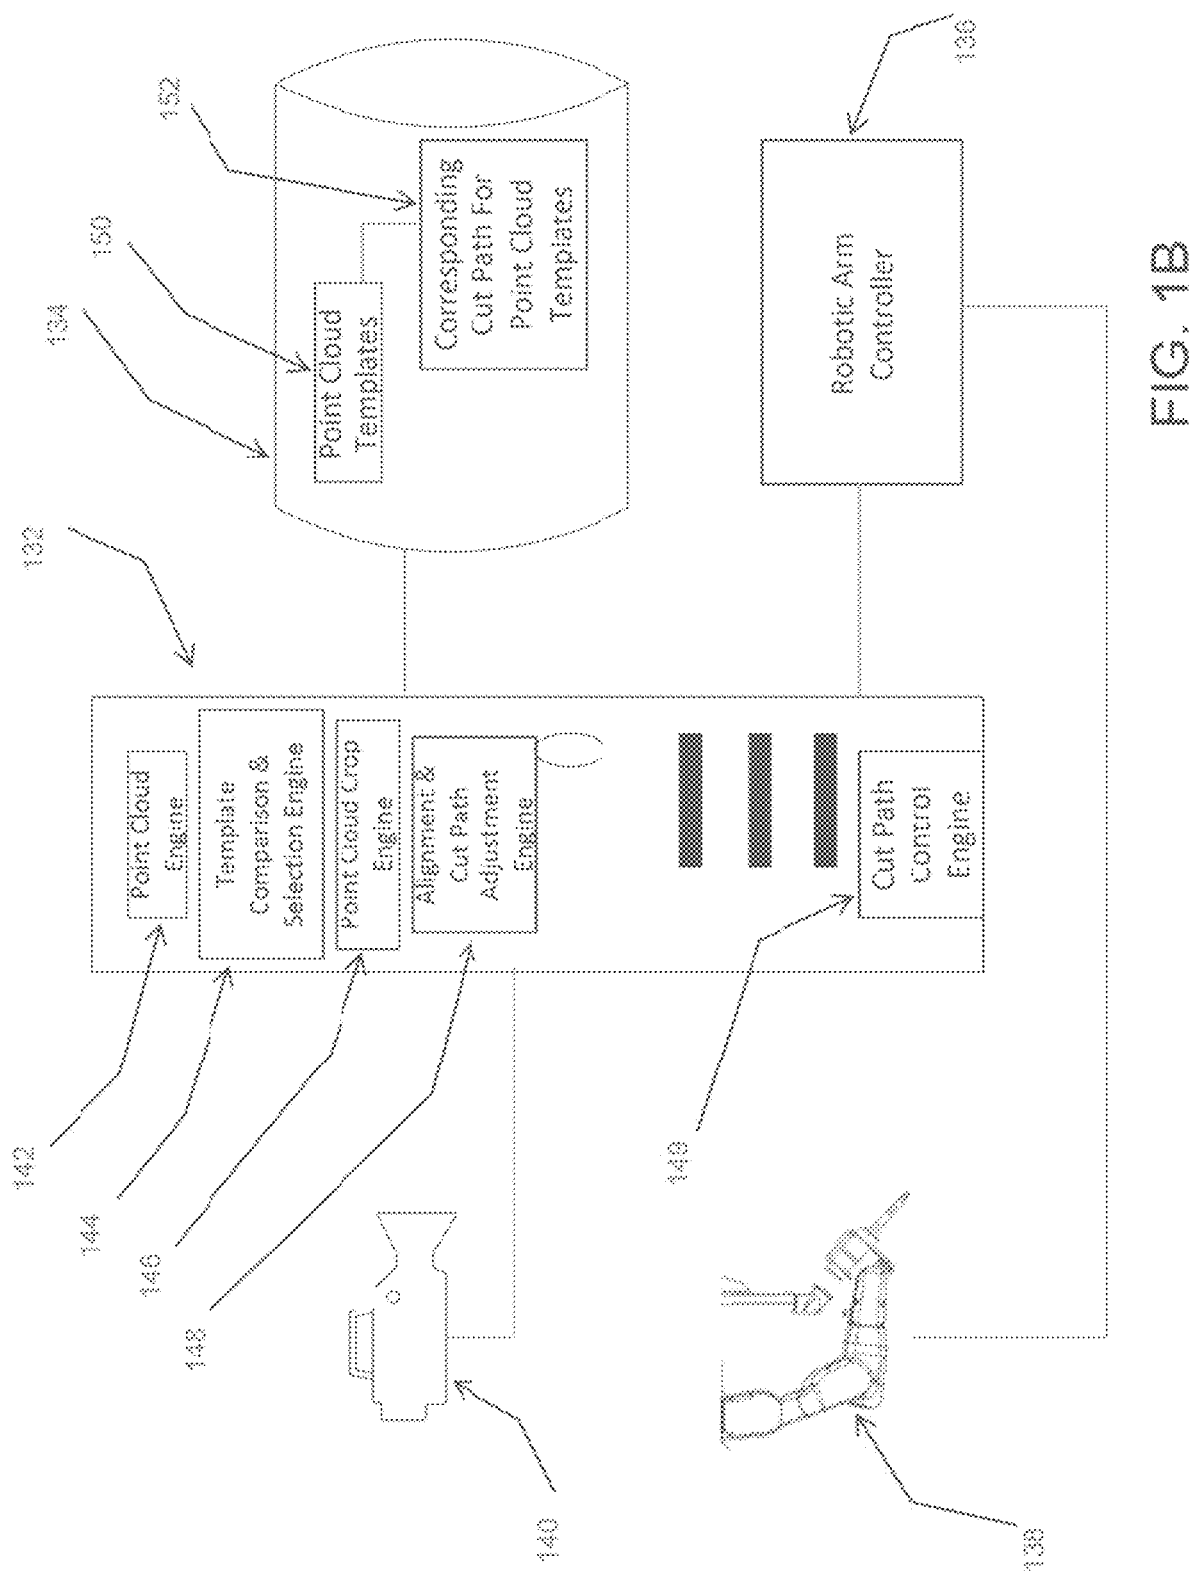 132
134
150
152
Point Cloud
Engine
Template
Comparison &
Selection Engine
Point Cloud Crop
Engine
Alignment &
Cut Path
Adjustment
Engine
Cut Path
Control
Engine
Point Cloud
Templates
Corresponding
Cut Path For
Point Cloud
Templates
Robotic Arm
Controller
136
142
144
146
148
149
140
138
FIG. 1B